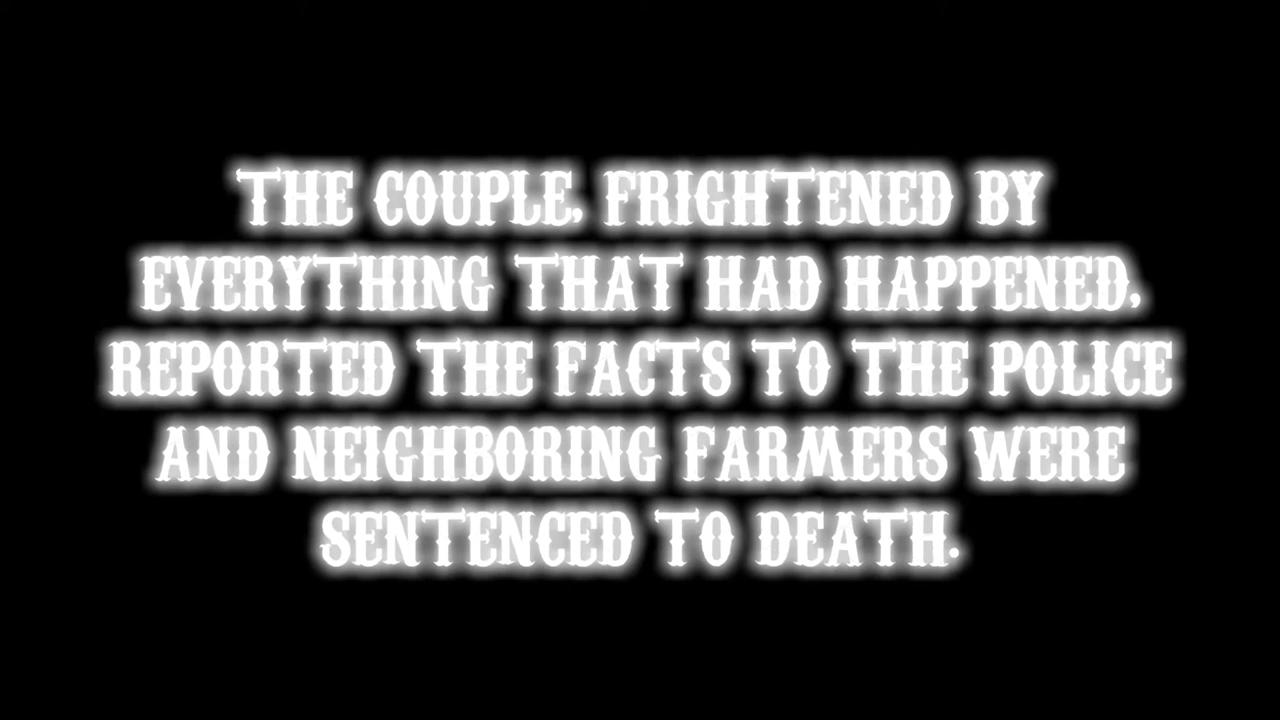 THE COUPLE, FRIGHTENED BY
EVERYTHING THAT HAD HAPPENED,
REPORTED THE FACTS TO THE POLICE
AND NEIGHBORING FARMERS WERE
SENTENCED TO DEATH.